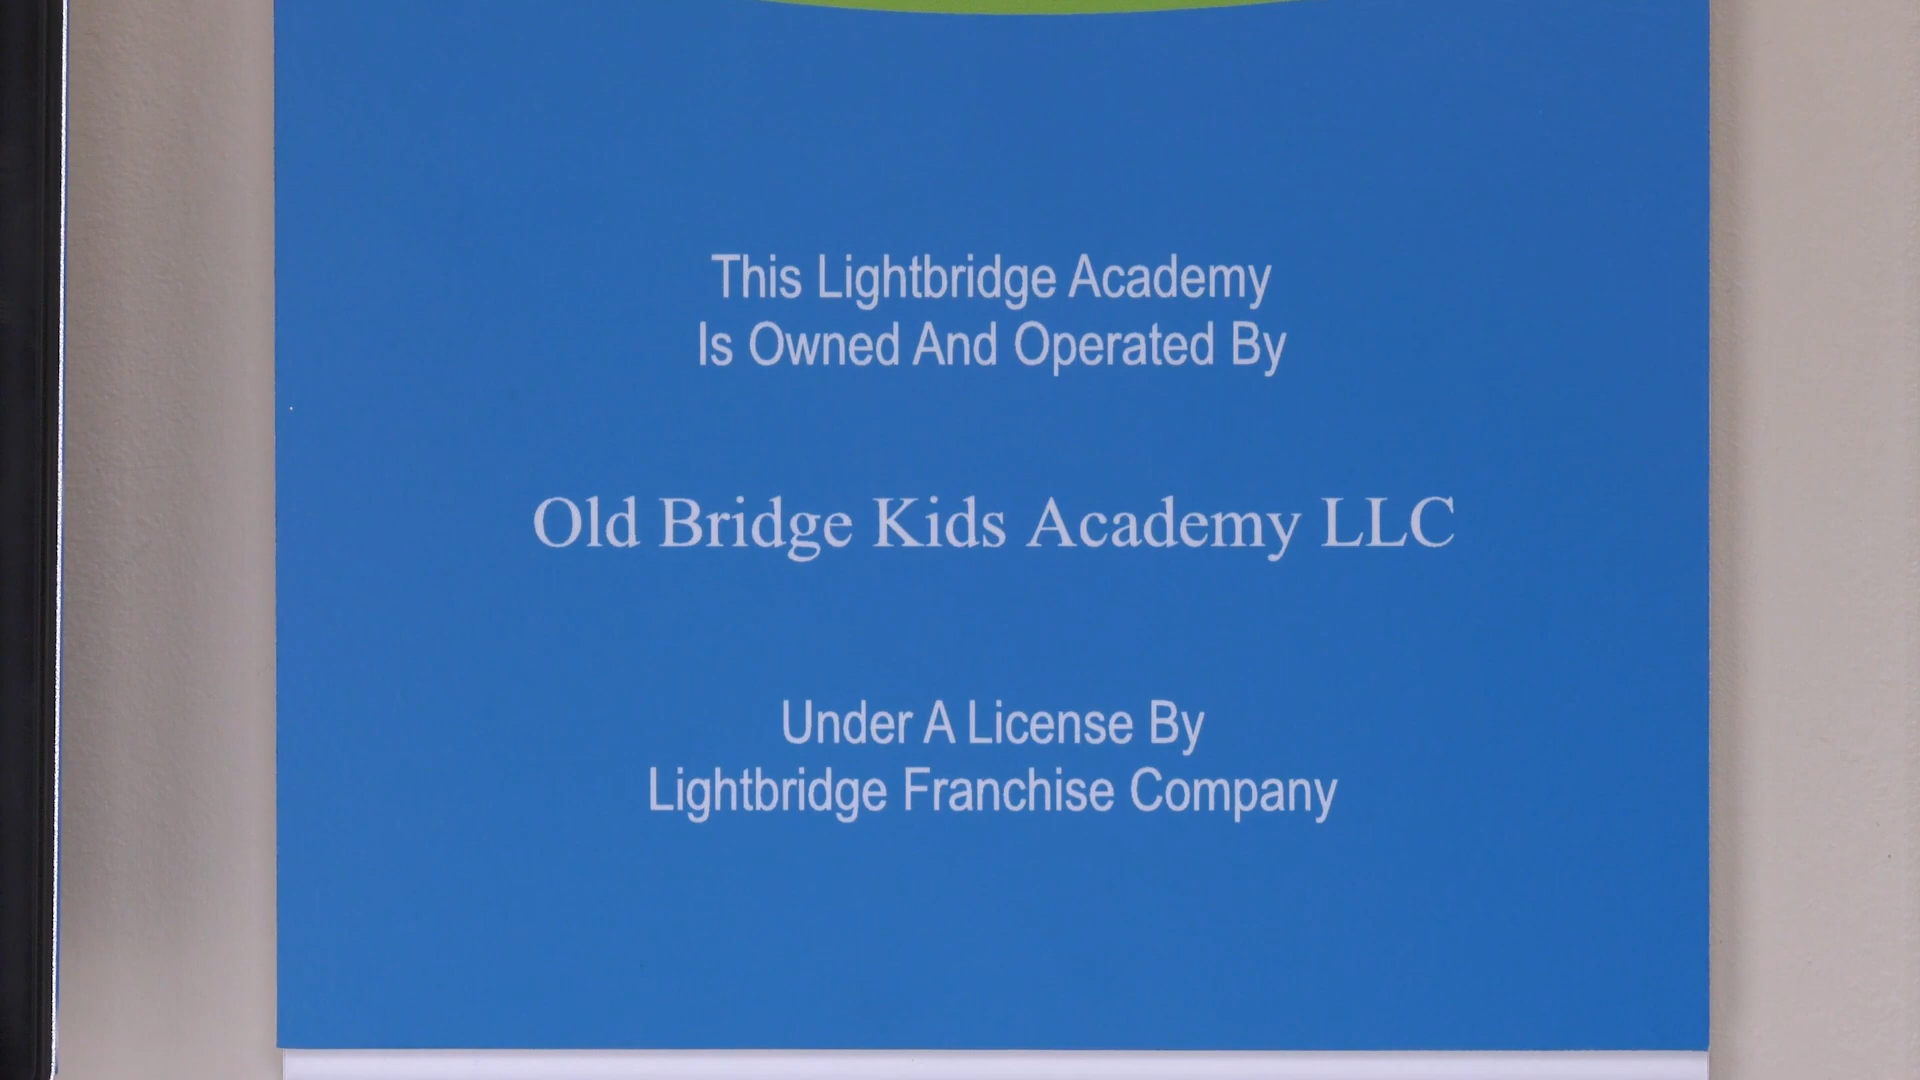 This Lightbridge Academy
Is Owned And Operated By
Old Bridge Kids Academy LLC
Under A License By
Lightbridge Franchise Company